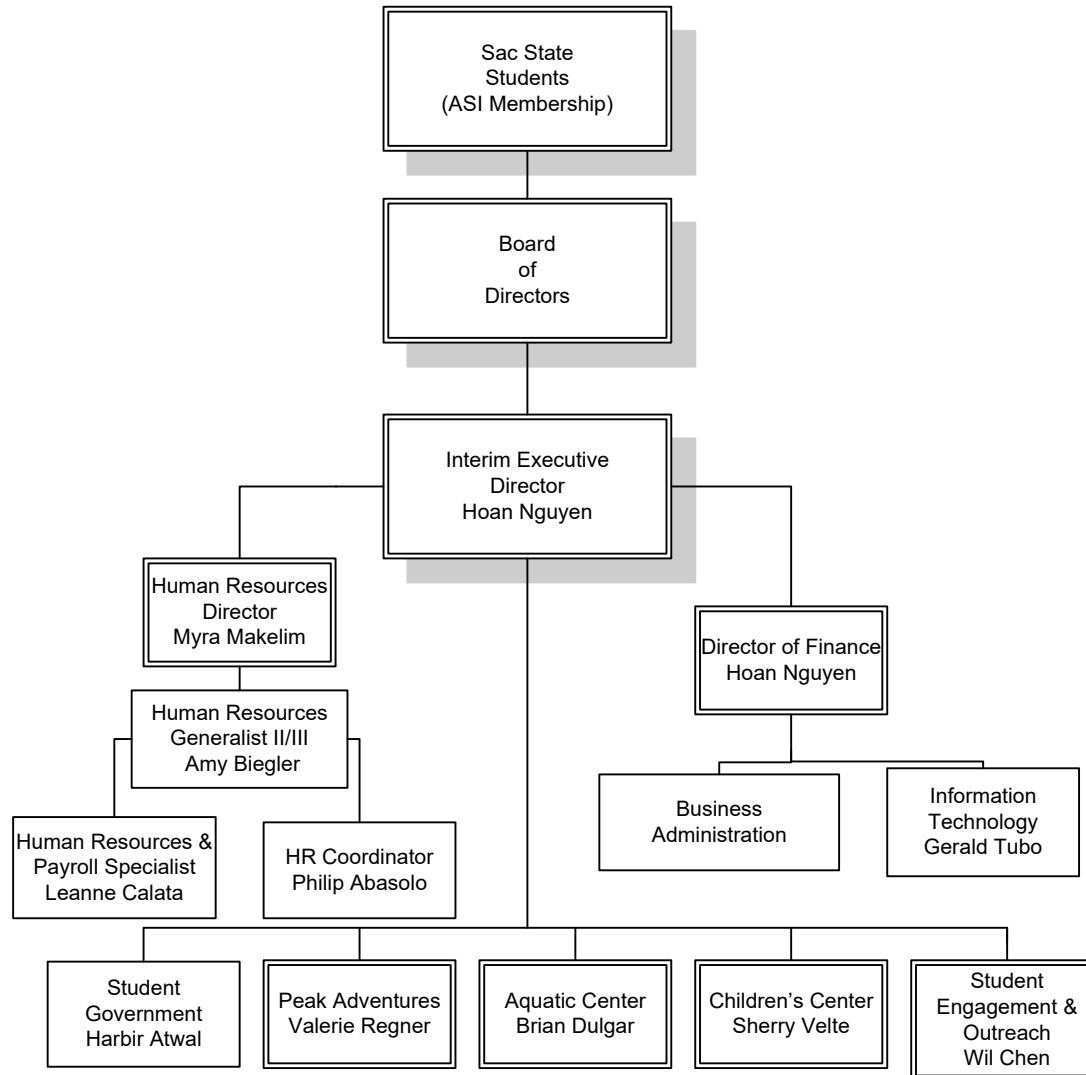 Sac State
Students
(ASI Membership)
Board
of
Directors
Interim Executive
Director
Hoan Nguyen
Human Resources
Director
Myra Makelim
Director of Finance
Hoan Nguyen
Human Resources
Generalist II/III
Amy Biegler
Business
Administration
Information
Technology
Gerald Tubo
Human Resources &
Payroll Specialist
Leanne Calata
HR Coordinator
Philip Abasolo
Student
Government
Harbir Atwal
Peak Adventures
Valerie Regner
Aquatic Center
Brian Dulgar
Children’s Center
Sherry Velte
Student
Engagement &
Outreach
Wil Chen